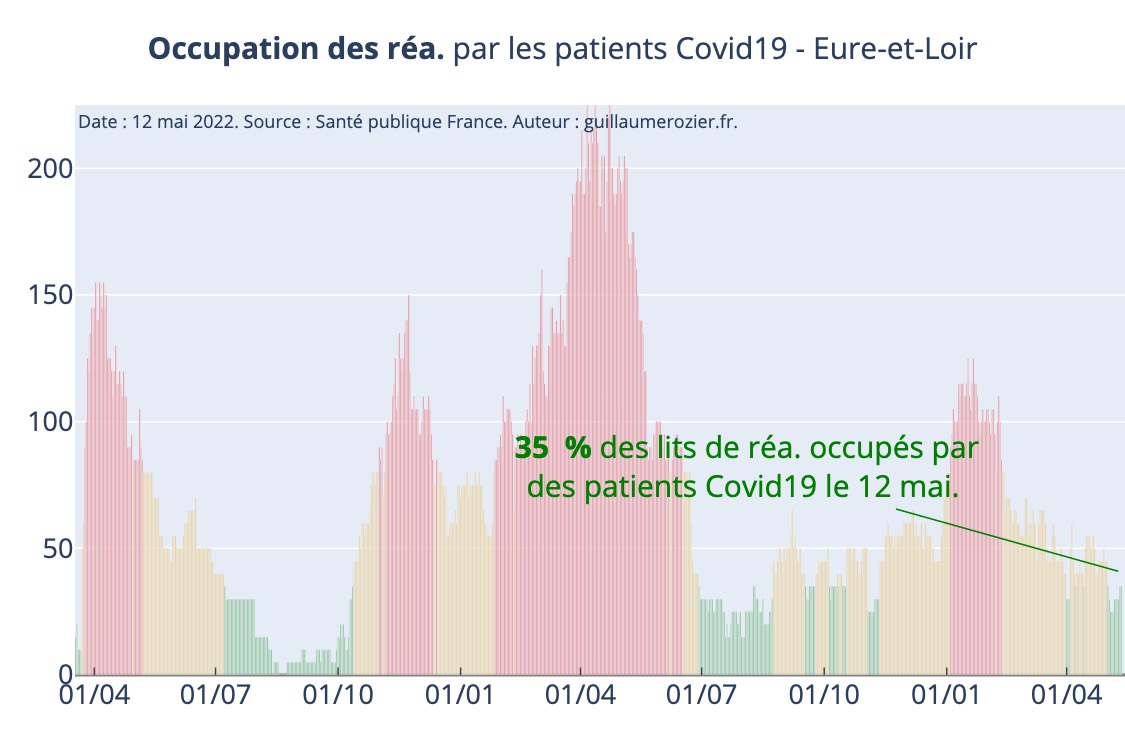 Occupation des réa. par les patients Covid19 - Eure-et-Loir
Date : 12 mai 2022. Source : Santé publique France. Auteur : guillaumerozier.fr.
200
150
100
50
0
35 % des lits de réa. occupés par
des patients Covid19 le 12 mai.
01/04 01/07 01/10 01/01 01/04 01/07 01/10 01/01 01/04